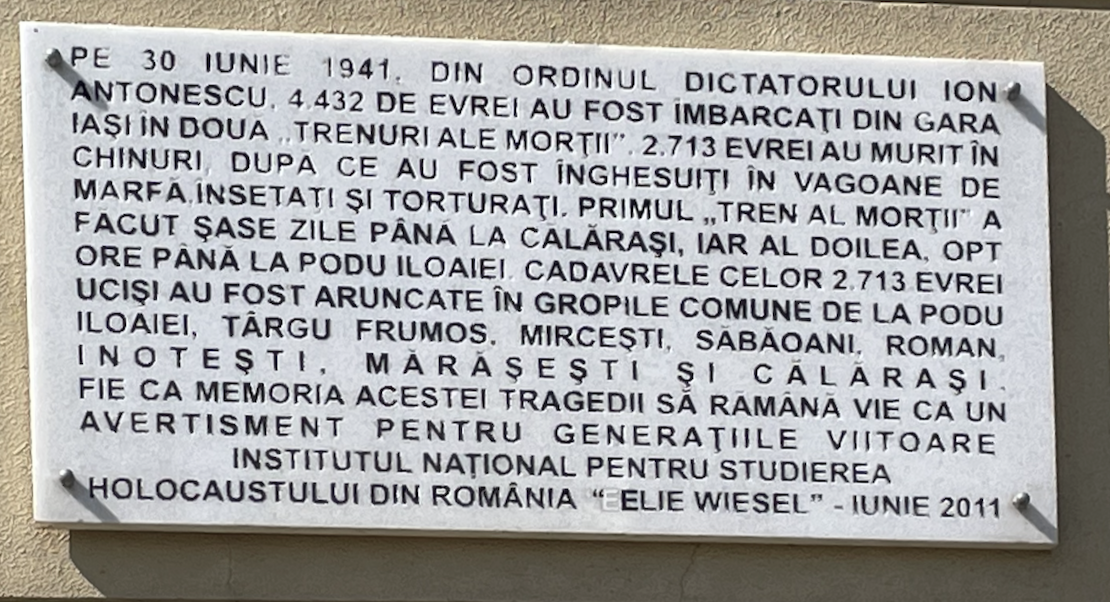 PE 30 IUNIE 1941, DIN ORDINUL DICTATORULUI ION
ANTONESCU, 4.432 DE EVREI AU FOST ÎMBARCAŢI DIN GARA
IAŞI ÎN DOUA „TRENURI ALE MORŢII”. 2.713 EVREI AU MURIT ÎN
CHINURI, DUPĂ CE AU FOST ÎNGHESUIŢI ÎN VAGOANE DE
MARFĂ,ÎNSETAŢI ŞI TORTURAŢI. PRIMUL „TREN AL MORŢII” A
FĂCUT ŞASE ZILE PÂNĂ LA CĂLĂRAŞI, IAR AL DOILEA, OPT
ORE PÂNĂ LA PODU ILOAIEI. CADAVRELE CELOR 2.713 EVREI
UCIŞI AU FOST ARUNCATE ÎN GROPILE COMUNE DE LA PODU
ILOAIEI, TÂRGU FRUMOS, MIRCEŞTI, SĂBĂOANI, ROMAN,
INOTEŞTI, MĂRĂŞEŞTI ŞI CĂLĂRAŞI.
FIE CA MEMORIA ACESTEI TRAGEDII SĂ RĂMÂNĂ VIE CA UN
AVERTISMENT PENTRU GENERAŢIILE VIITOARE
INSTITUTUL NAŢIONAL PENTRU STUDIEREA
HOLOCAUSTULUI DIN ROMÂNIA “EELIE WIESEL” - IUNIE 2011